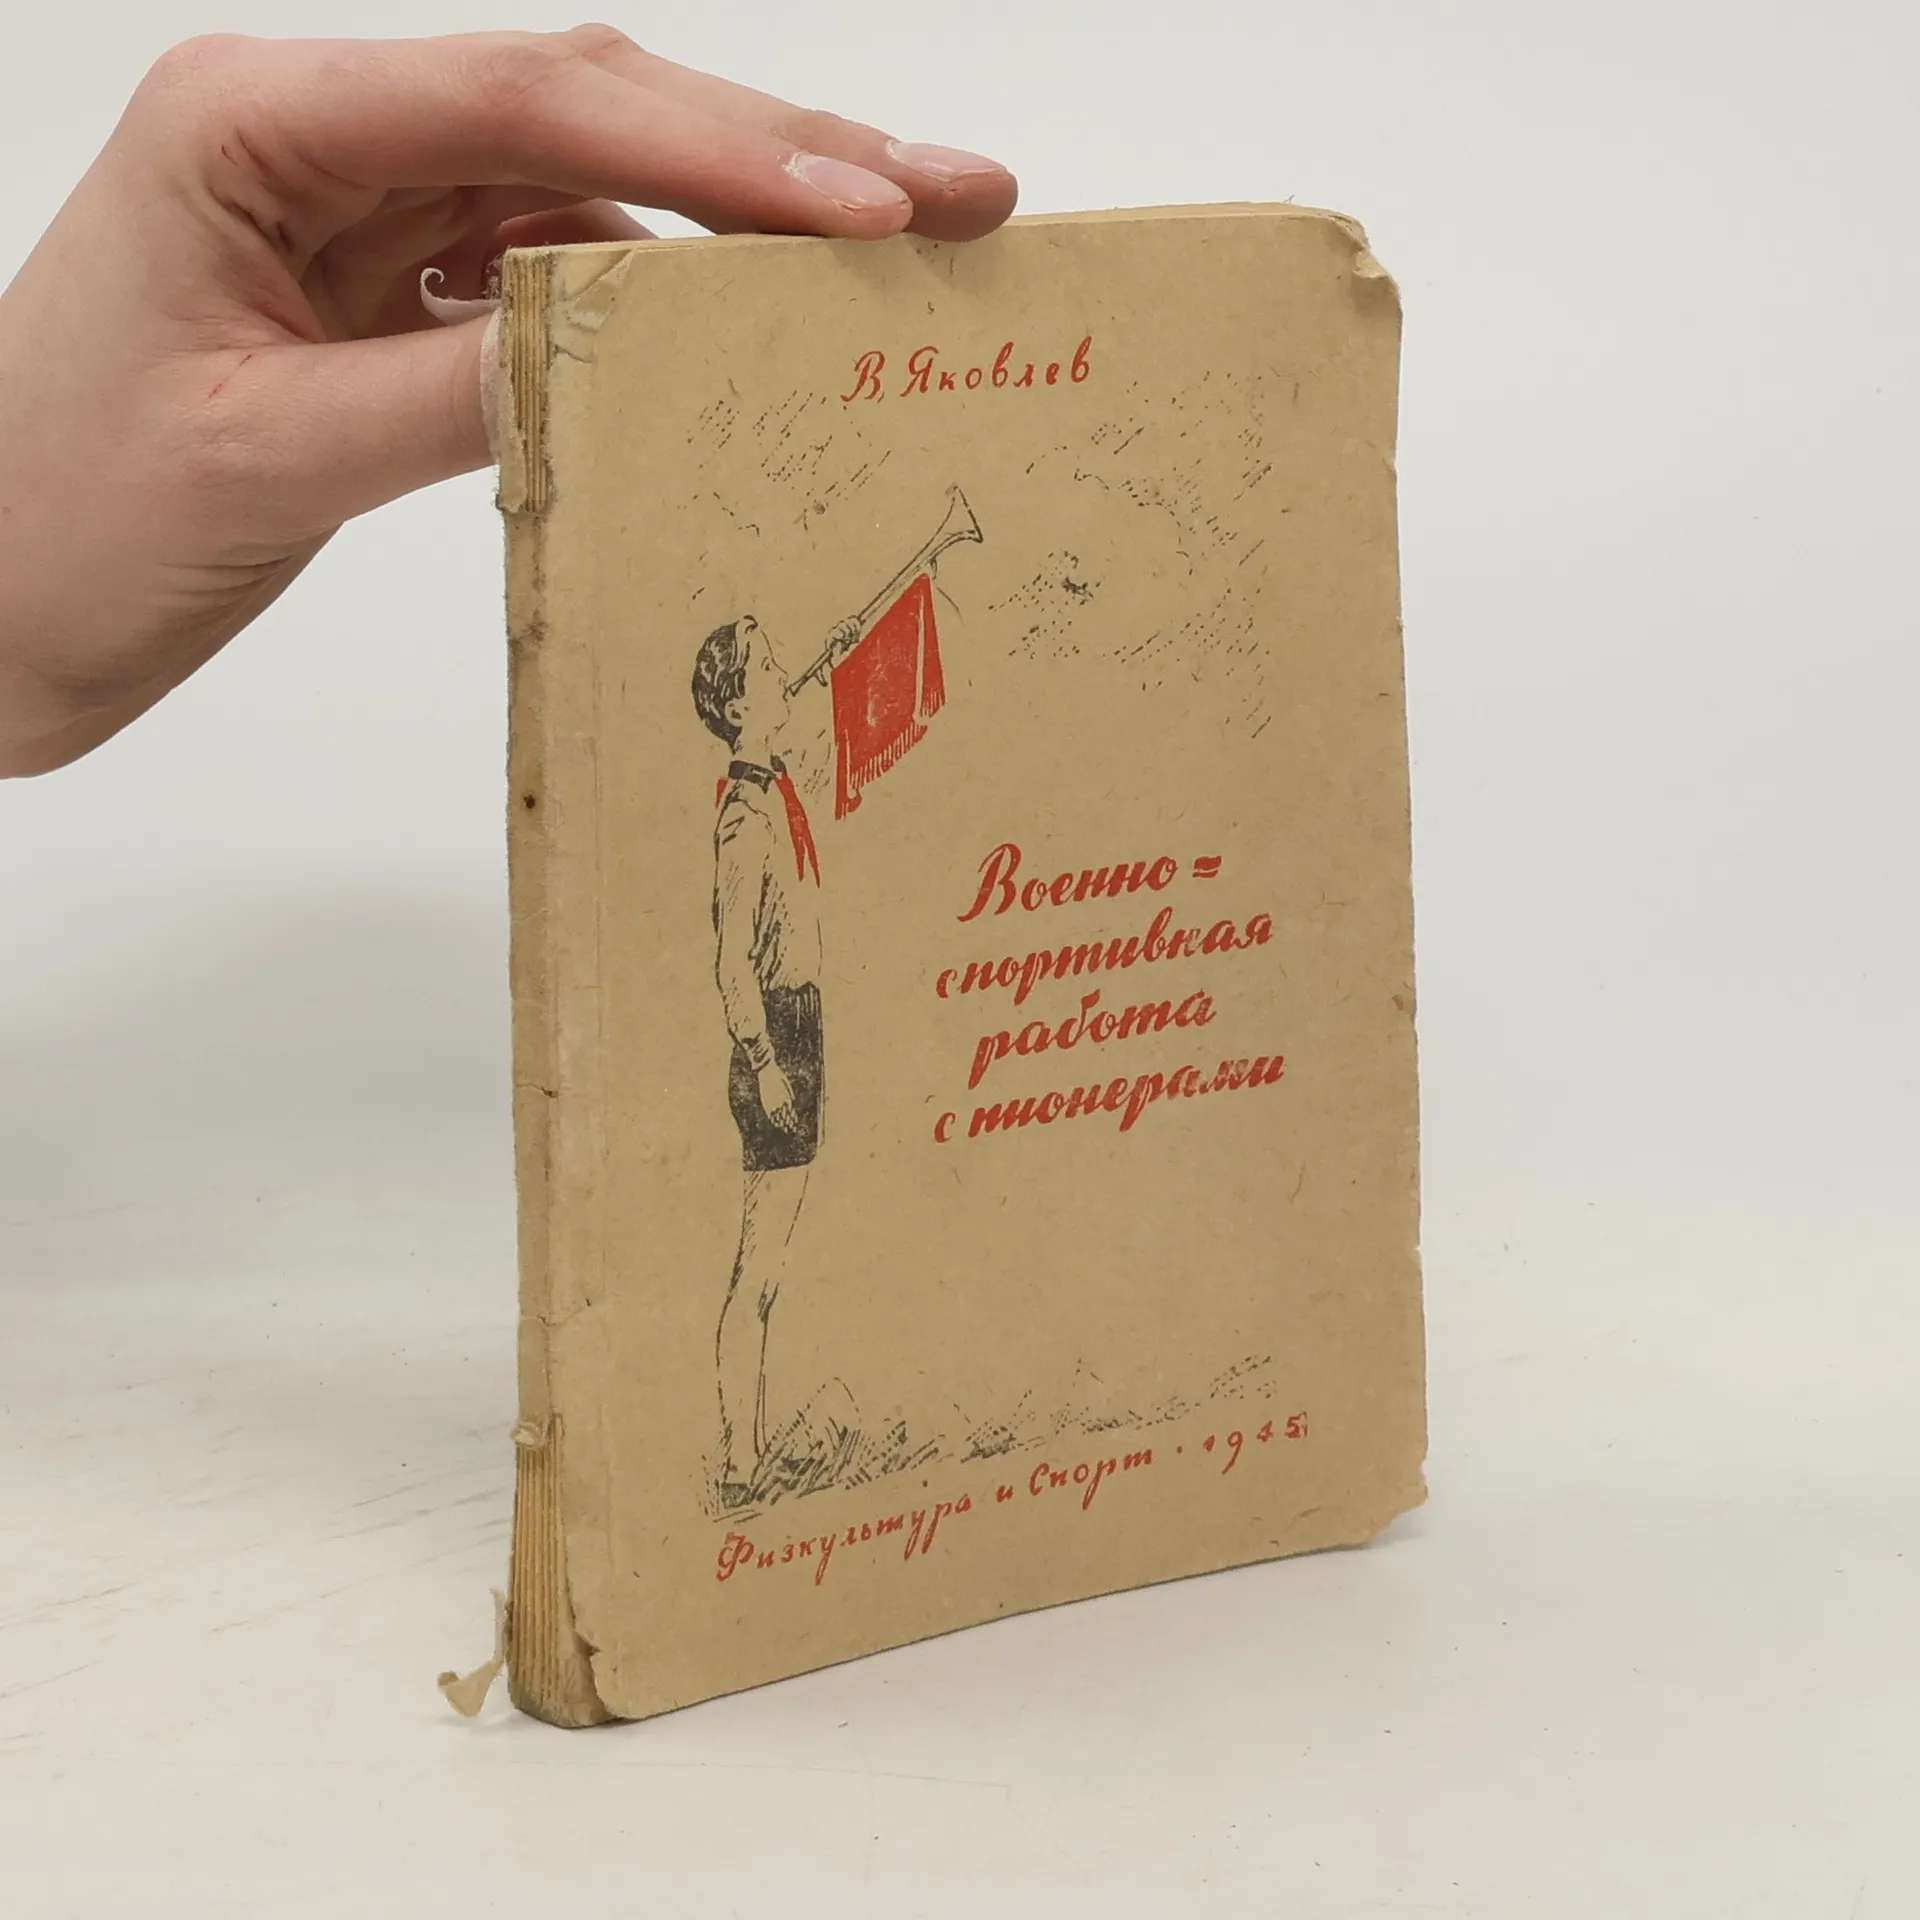 В. Яковлев
Военно-
спортивная
работа
с пионерами
Физкультура и Спорт · 1945